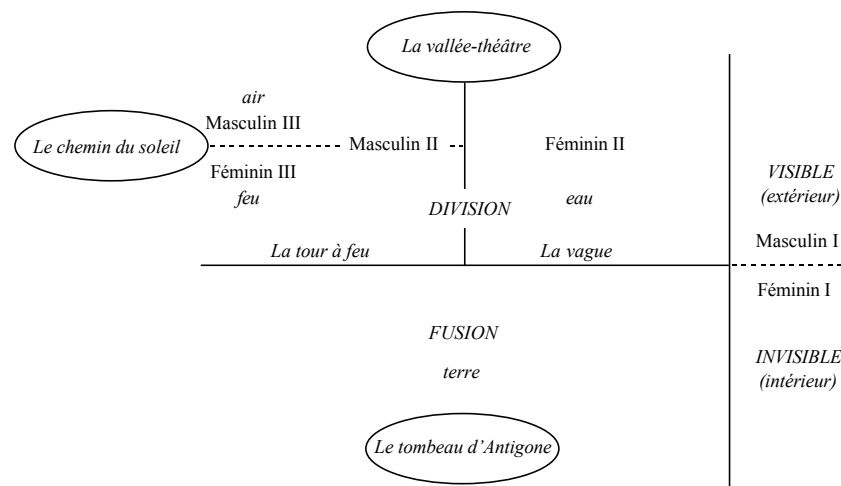 La vallée-théâtre
air
Masculin III
Le chemin du soleil
Masculin II
Féminin II
Féminin III
feu
VISIBLE
(extérieur)
DIVISION
eau
La tour à feu
La vague
Masculin I
Féminin I
FUSION
terre
INVISIBLE
(intérieur)
Le tombeau d’Antigone